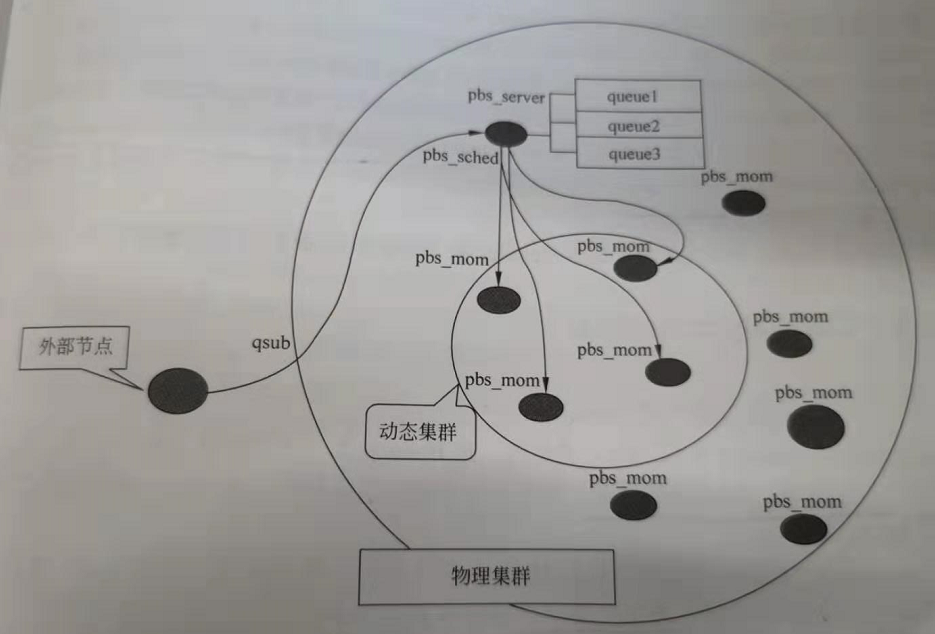 pbs_server
queue1
queue2
queue3
pbs_sched
pbs_mom
pbs_mom
pbs_mom
pbs_mom
外部节点
qsub
pbs_mom
pbs_mom
pbs_mom
动态集群
pbs_mom
pbs_mom
物理集群